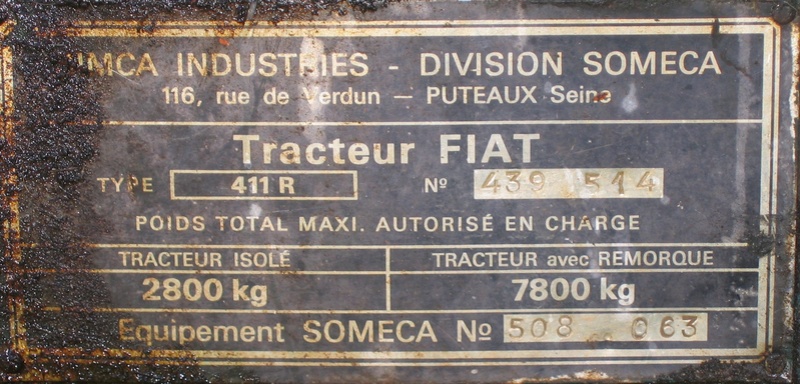 SIMCA INDUSTRIES - DIVISION SOMECA
116, rue de Verdun — PUTEAUX Seine
Tracteur FIAT
TYPE 411 R Nº 439 514
POIDS TOTAL MAXI. AUTORISÉ EN CHARGE
TRACTEUR ISOLÉ TRACTEUR avec REMORQUE
2800 kg 7800 kg
Equipement SOMECA Nº 508 063